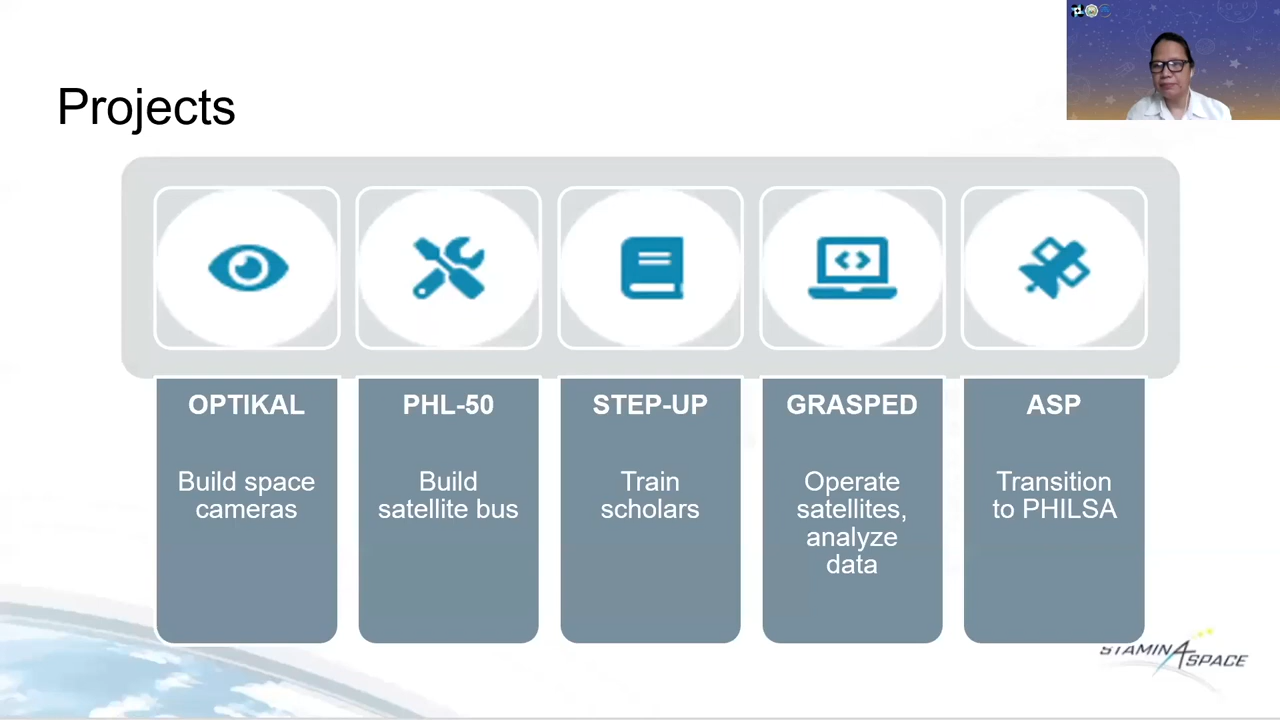 Projects
OPTIKAL
Build space
cameras
PHL-50
Build
satellite bus
STEP-UP
Train
scholars
GRASPED
Operate
satellites,
analyze
data
ASP
Transition
to PHILSA
STAMINA4SPACE